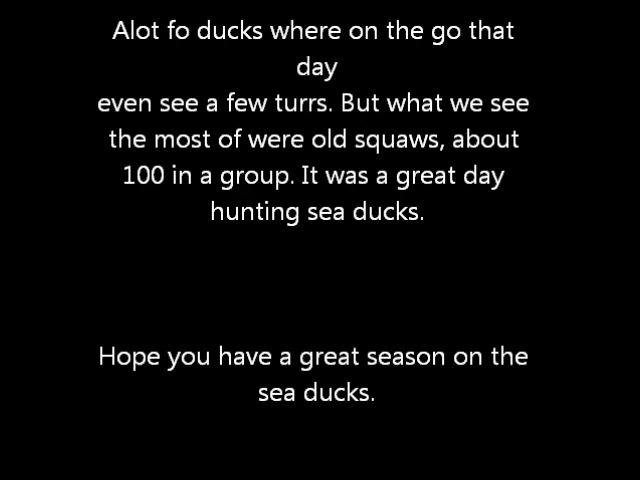 Alot fo ducks where on the go that
day
even see a few turrs. But what we see
the most of were old squaws, about
100 in a group. It was a great day
hunting sea ducks.
Hope you have a great season on the
sea ducks.